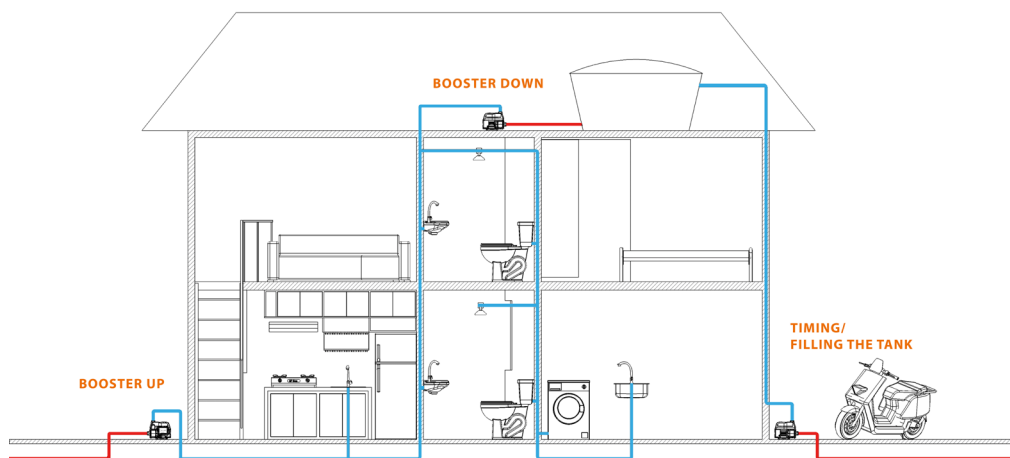 BOOSTER DOWN
TIMING/
FILLING THE TANK
BOOSTER UP